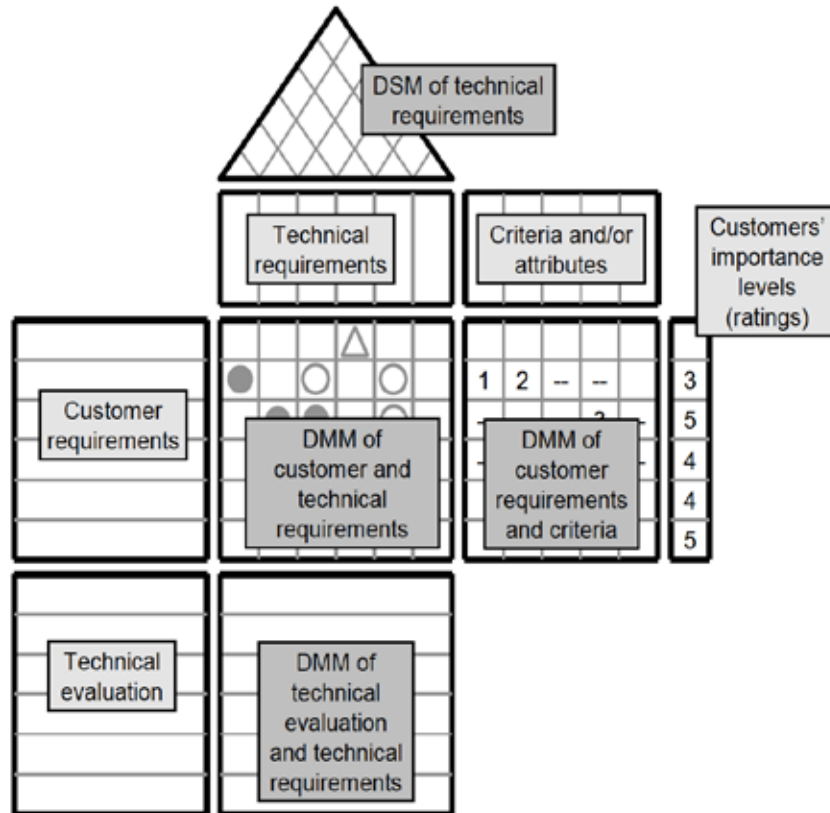 DSM of technical
requirements
Technical
requirements
Criteria and/or
attributes
Customers’
importance
levels
(ratings)
Customer
requirements
1 2 -- -- 3
5
4
4
5
DMM of
customer and
technical
requirements
DMM of
customer
requirements
and criteria
Technical
evaluation
DMM of
technical
evaluation
and technical
requirements